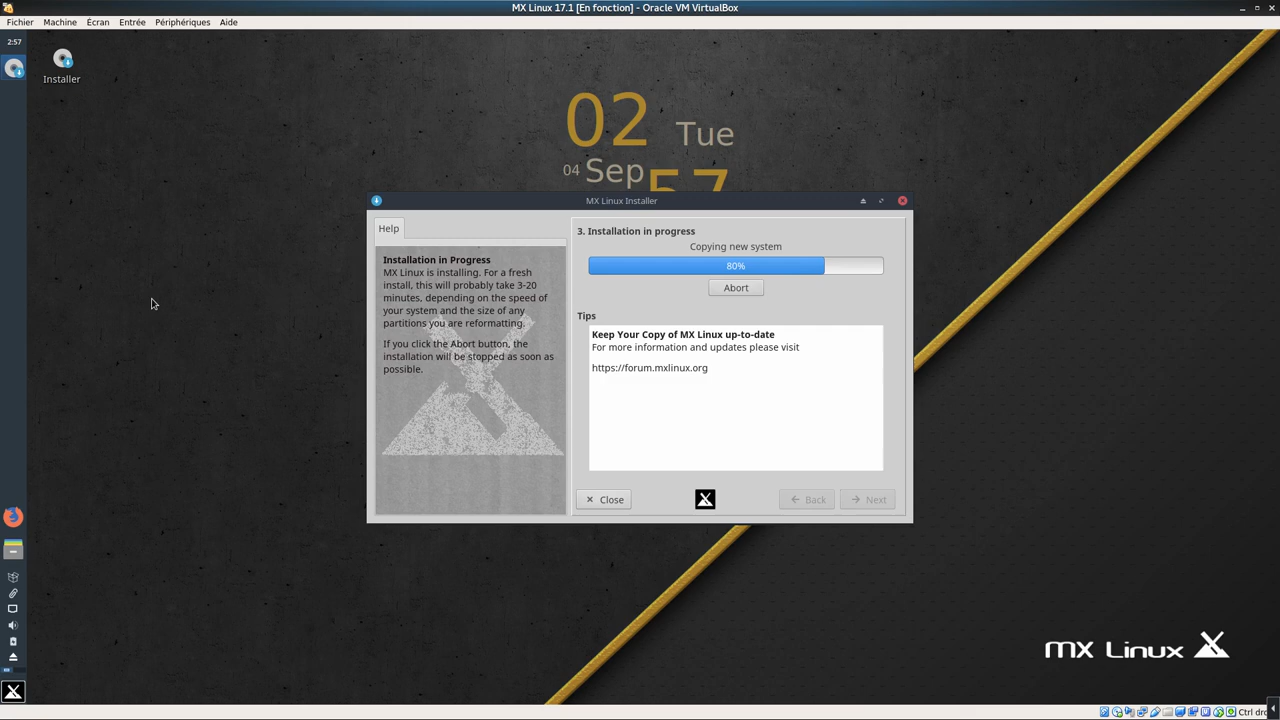 MX Linux 17.1 [En fonction] - Oracle VM VirtualBox
Fichier Machine Écran Entrée Périphériques Aide
2:57
Installer
02 Tue
04 Sep
57
MX Linux Installer
Help
Installation in Progress
MX Linux is installing. For a fresh
install, this will probably take 3-20
minutes, depending on the speed of
your system and the size of any
partitions you are reformatting.
If you click the Abort button, the
installation will be stopped as soon as
possible.
3. Installation in progress
Copying new system
80%
Abort
Tips
Keep Your Copy of MX Linux up-to-date
For more information and updates please visit
https://forum.mxlinux.org
Close
Back
Next
mx Linux
Ctrl